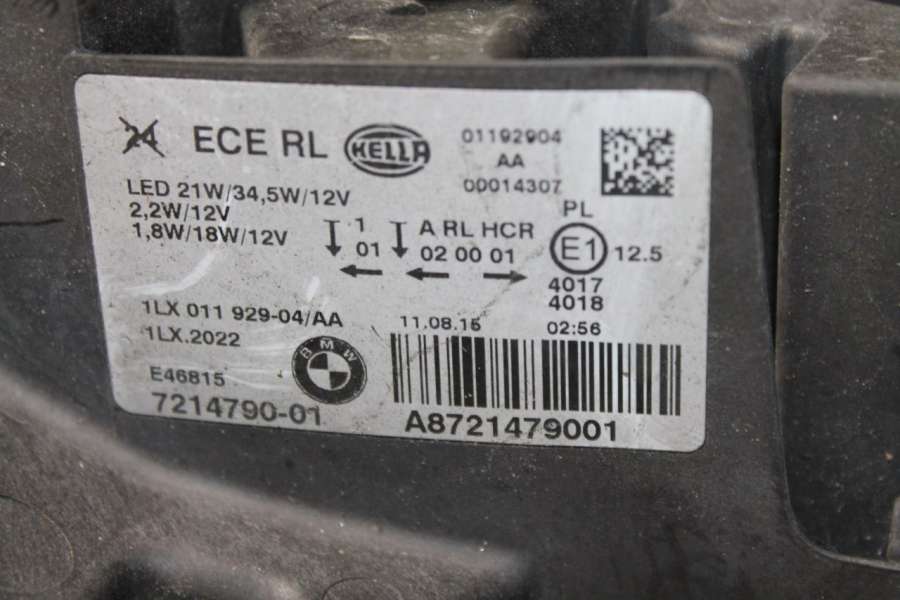 24 ECE RL HELLA 01192904
AA
00014307
LED 21W/34,5W/12V
2,2W/12V
1,8W/18W/12V
1 A RL HCR
01 02 00 01
PL
E1 12.5
4017
4018
1LX 011 929-04/AA
1LX.2022
11.08.15 02:56
BMW
E46815
7214790-01
A8721479001